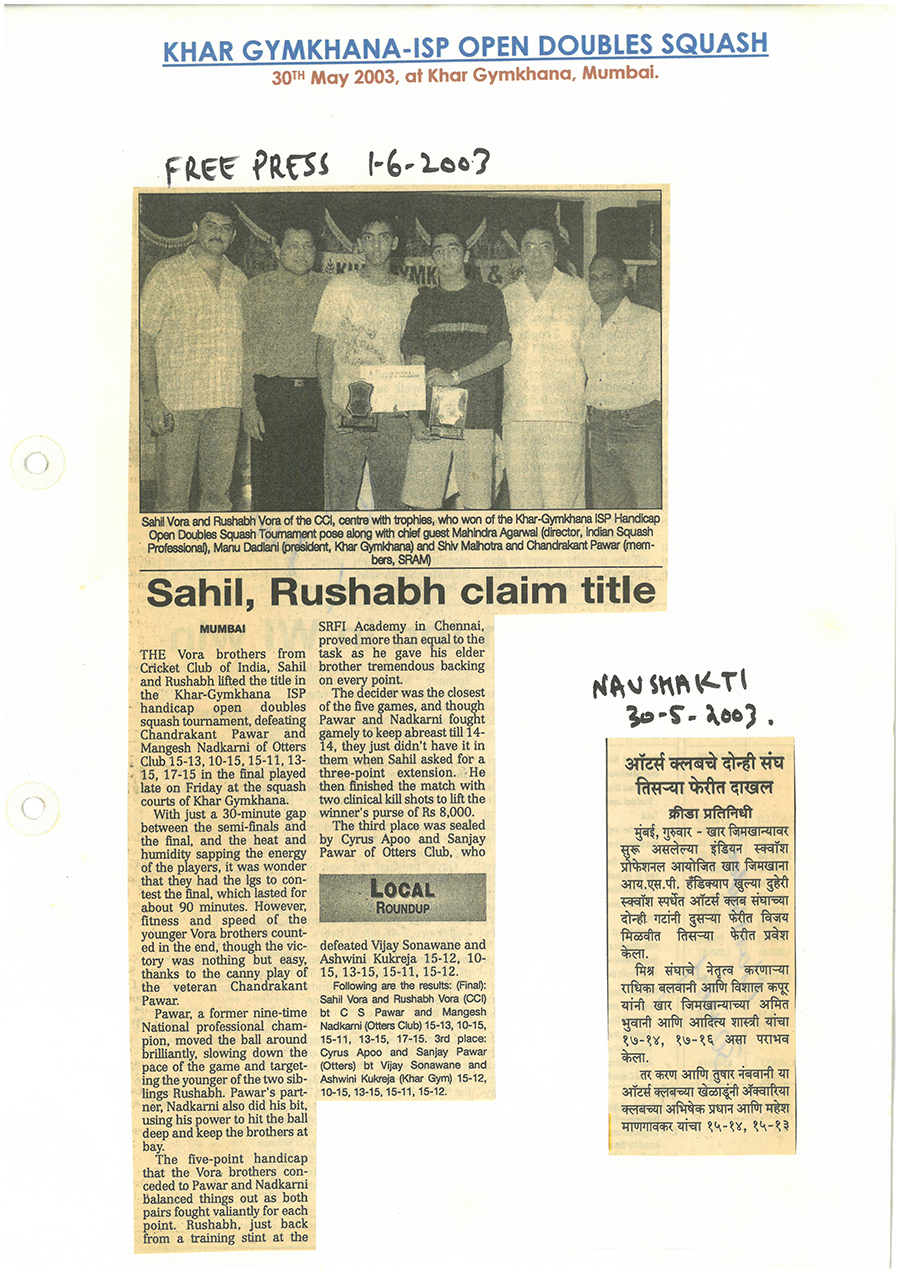 KHAR GYMKHANA-ISP OPEN DOUBLES SQUASH
30TH May 2003, at Khar Gymkhana, Mumbai.
FREE PRESS 1-6-2003
Sahil Vora and Rushabh Vora of the CCI, centre with trophies, who won of the Khar-Gymkhana ISP Handicap
Open Doubles Squash Tournament pose along with chief guest Mahindra Agarwal (director, Indian Squash
Professional), Manu Dadlani (president, Khar Gymkhana) and Shiv Malhotra and Chandrakant Pawar (mem-
bers, SRAM)
Sahil, Rushabh claim title
MUMBAI
THE Vora brothers from
Cricket Club of India, Sahil
and Rushabh lifted the title in
the Khar-Gymkhana ISP
handicap open doubles
squash tournament, defeating
Chandrakant Pawar and
Mangesh Nadkarni of Otters
Club 15-13, 10-15, 15-11, 13-
15, 17-15 in the final played
late on Friday at the squash
courts of Khar Gymkhana.
With just a 30-minute gap
between the semi-finals and
the final, and the heat and
humidity sapping the energy
of the players, it was wonder
that they had the lgs to con-
test the final, which lasted for
about 90 minutes. However,
fitness and speed of the
younger Vora brothers count-
ed in the end, though the vic-
tory was nothing but easy,
thanks to the canny play of
the veteran Chandrakant
Pawar.
Pawar, a former nine-time
National professional cham-
pion, moved the ball around
brilliantly, slowing down the
pace of the game and target-
ing the younger of the two sib-
lings Rushabh. Pawar's part-
ner, Nadkarni also did his bit,
using his power to hit the ball
deep and keep the brothers at
bay.
The five-point handicap
that the Vora brothers con-
ceded to Pawar and Nadkarni
balanced things out as both
pairs fought valiantly for each
point. Rushabh, just back
from a training stint at the
SRFI Academy in Chennai,
proved more than equal to the
task as he gave his elder
brother tremendous backing
on every point.
The decider was the closest
of the five games, and though
Pawar and Nadkarni fought
gamely to keep abreast till 14-
14, they just didn't have it in
them when Sahil asked for a
three-point extension. He
then finished the match with
two clinical kill shots to lift the
winner's purse of Rs 8,000.
The third place was sealed
by Cyrus Apoo and Sanjay
Pawar of Otters Club, who
LOCAL
ROUNDUP
defeated Vijay Sonawane and
Ashwini Kukreja 15-12, 10-
15, 13-15, 15-11, 15-12.
Following are the results: (Final):
Sahil Vora and Rushabh Vora (CCI)
bt C S Pawar and Mangesh
Nadkarni (Otters Club) 15-13, 10-15,
15-11, 13-15, 17-15. 3rd place:
Cyrus Apoo and Sanjay Pawar
(Otters) bt Vijay Sonawane and
Ashwini Kukreja (Khar Gym) 15-12,
10-15, 13-15, 15-11, 15-12.
NAVSHAKTI
30-5-2003.
ऑटर्स क्लबचे दोन्ही संघ
तिसऱ्या फेरीत दाखल
क्रीडा प्रतिनिधी
मुंबई, गुरुवार - खार जिमखान्यावर
सुरू असलेल्या इंडियन स्क्वॉश
प्रोफेशनल आयोजित खार जिमखाना
आय.एस.पी. हॅंडिक्याप खुल्या दुहेरी
स्क्वॉश स्पर्धेत ऑटर्स क्लब संघाच्या
दोन्ही गटांनी दुसऱ्या फेरीत विजय
मिळवीत तिसऱ्या फेरीत प्रवेश
केला.
मिश्र संघाचे नेतृत्व करणाऱ्या
राधिका बलवानी आणि विशाल कपूर
यांनी खार जिमखान्याच्या अमित
भुवानी आणि आदित्य शास्त्री यांचा
१७-१४, १७-१६ असा पराभव
केला.
तर करण आणि तुषार नंबवानी या
ऑटर्स क्लबच्या खेळाडूंनी अ‍ॅक्वारिया
क्लबच्या अभिषेक प्रधान आणि महेश
माणगावकर यांचा १५-१४, १५-१३